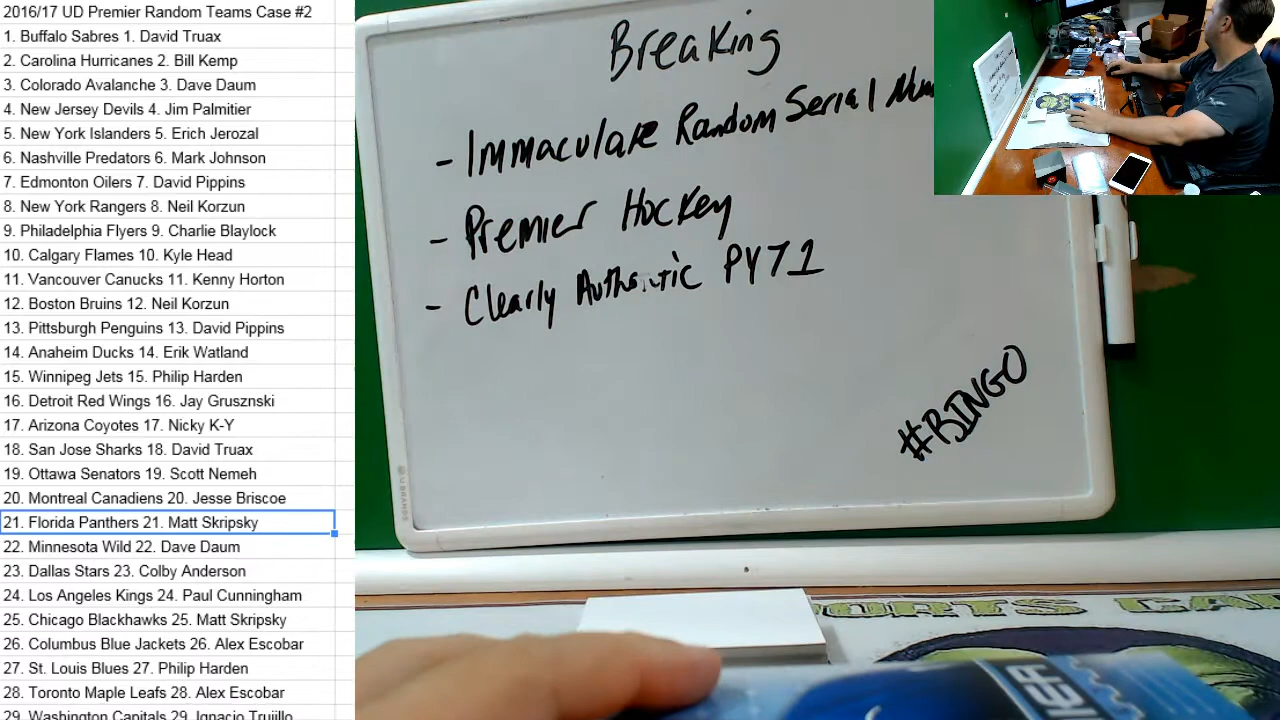 2016/17 UD Premier Random Teams Case #2
1. Buffalo Sabres 1. David Truax
2. Carolina Hurricanes 2. Bill Kemp
3. Colorado Avalanche 3. Dave Daum
4. New Jersey Devils 4. Jim Palmitier
5. New York Islanders 5. Erich Jerozal
6. Nashville Predators 6. Mark Johnson
7. Edmonton Oilers 7. David Pippins
8. New York Rangers 8. Neil Korzun
9. Philadelphia Flyers 9. Charlie Blaylock
10. Calgary Flames 10. Kyle Head
11. Vancouver Canucks 11. Kenny Horton
12. Boston Bruins 12. Neil Korzun
13. Pittsburgh Penguins 13. David Pippins
14. Anaheim Ducks 14. Erik Watland
15. Winnipeg Jets 15. Philip Harden
16. Detroit Red Wings 16. Jay Grusznski
17. Arizona Coyotes 17. Nicky K-Y
18. San Jose Sharks 18. David Truax
19. Ottawa Senators 19. Scott Nemeh
20. Montreal Canadiens 20. Jesse Briscoe
21. Florida Panthers 21. Matt Skripsky
22. Minnesota Wild 22. Dave Daum
23. Dallas Stars 23. Colby Anderson
24. Los Angeles Kings 24. Paul Cunningham
25. Chicago Blackhawks 25. Matt Skripsky
26. Columbus Blue Jackets 26. Alex Escobar
27. St. Louis Blues 27. Philip Harden
28. Toronto Maple Leafs 28. Alex Escobar
29. Washington Capitals 29. Ignacio Trujillo
Breaking
- Immaculate Random Serial Num
- Premier Hockey
- Clearly Authentic PYT 1
#BINGO